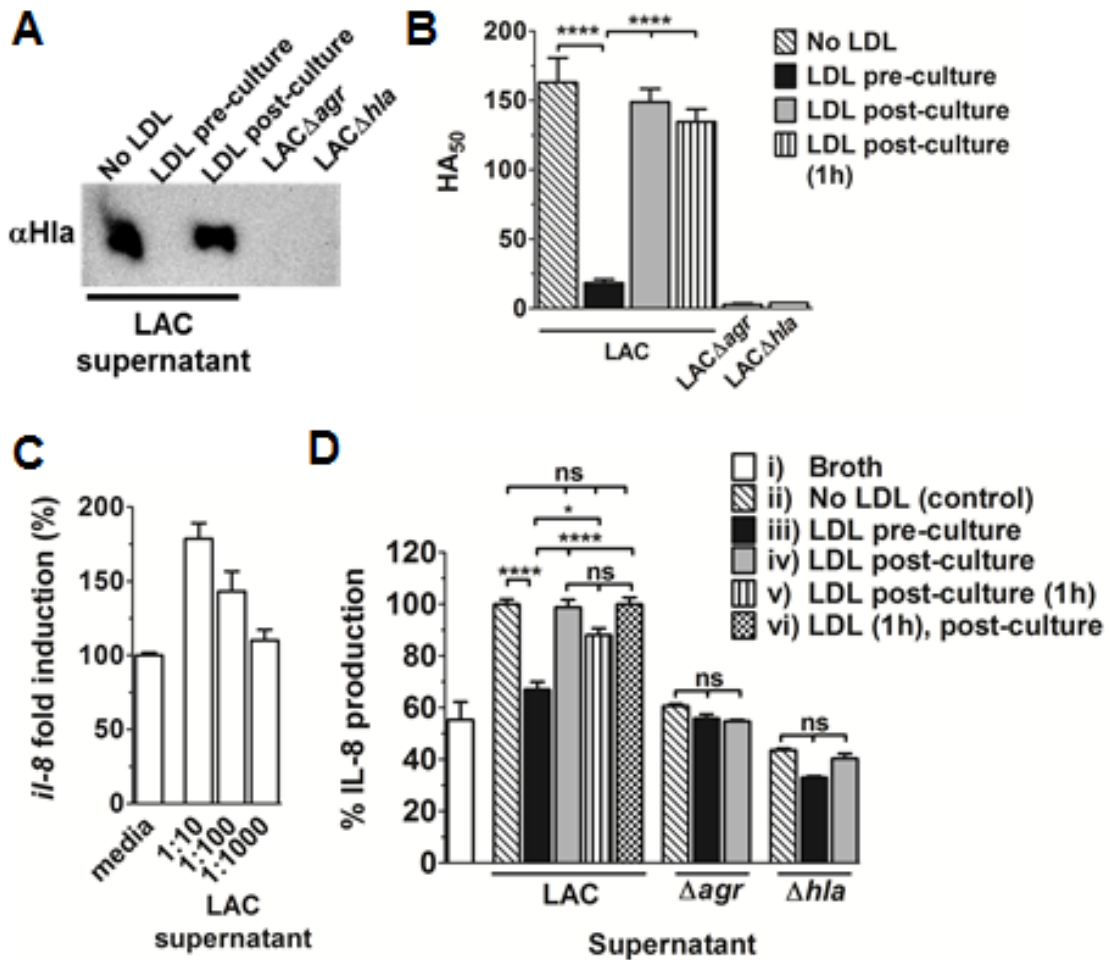 A
No LDL
LDL pre-culture
LDL post-culture
LACΔagr
LACΔhla
αHla
LAC
supernatant
B
HA50
200
150
100
50
0
****
****
No LDL
LDL pre-culture
LDL post-culture
LDL post-culture
(1h)
LAC
LACΔagr
LACΔhla
C
il-8 fold induction (%)
200
150
100
50
0
media
1:10
1:100
1:1000
LAC
supernatant
D
% IL-8 production
120
100
80
60
40
20
0
ns
*
****
****
ns
ns
ns
i) Broth
ii) No LDL (control)
iii) LDL pre-culture
iv) LDL post-culture
v) LDL post-culture (1h)
vi) LDL (1h), post-culture
LAC
Δagr
Δhla
Supernatant